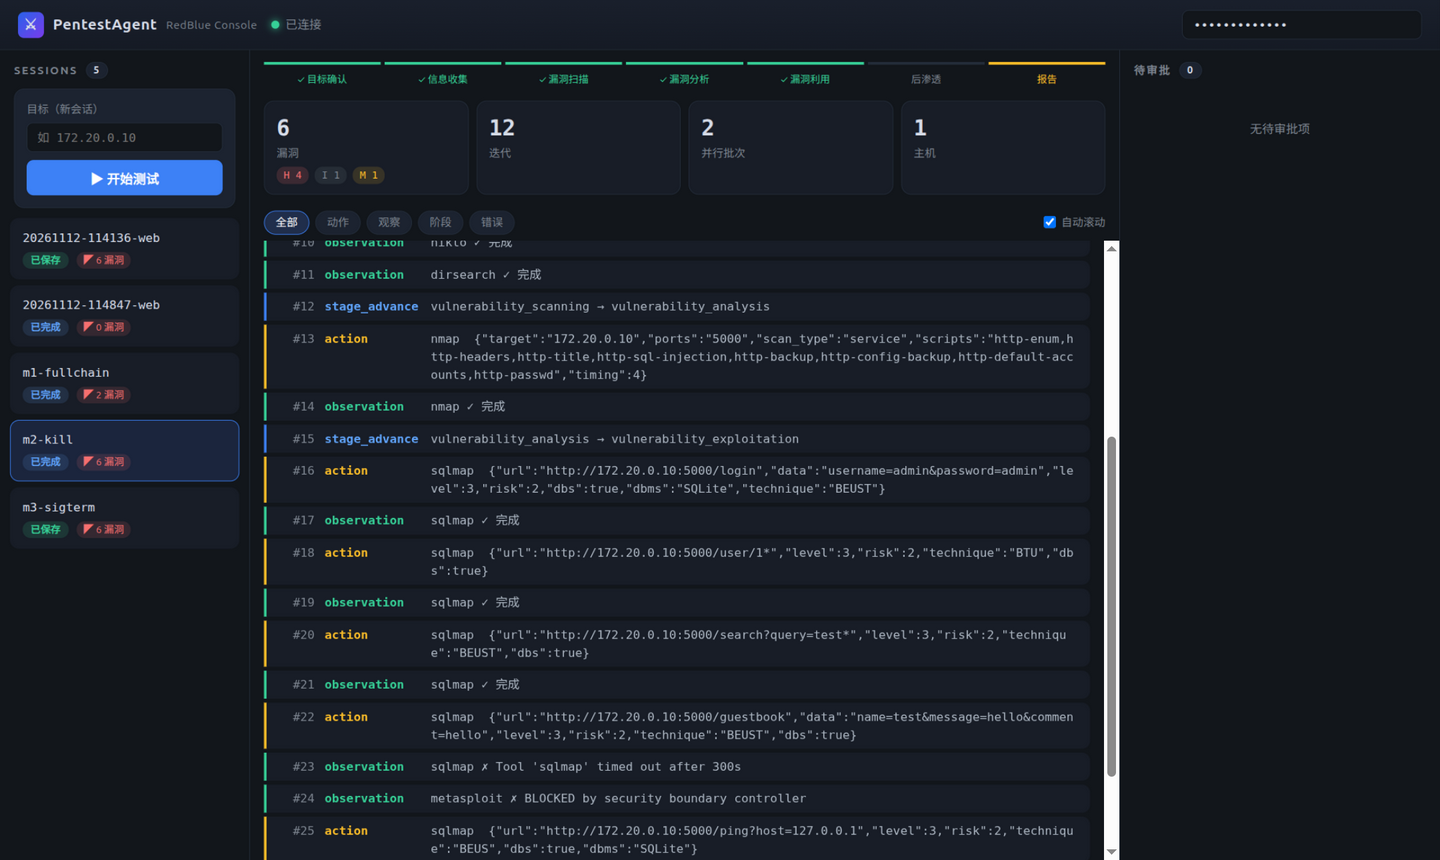 PentestAgent RedBlue Console 已连接
•••••••••••••
SESSIONS 5
目标（新会话）
如 172.20.0.10
▶ 开始测试
20261112-114136-web
已保存 6 漏洞
20261112-114847-web
已完成 0 漏洞
m1-fullchain
已完成 2 漏洞
m2-kill
已完成 6 漏洞
m3-sigterm
已保存 6 漏洞
✓ 目标确认 ✓ 信息收集 ✓ 漏洞扫描 ✓ 漏洞分析 ✓ 漏洞利用 后渗透 报告
6
漏洞
H 4 I 1 M 1
12
迭代
2
并行批次
1
主机
全部 动作 观察 阶段 错误 自动滚动
#10 observation nikto ✓ 完成
#11 observation dirsearch ✓ 完成
#12 stage_advance vulnerability_scanning → vulnerability_analysis
#13 action nmap {"target":"172.20.0.10","ports":"5000","scan_type":"service","scripts":"http-enum,h
ttp-headers,http-title,http-sql-injection,http-backup,http-config-backup,http-default-acc
ounts,http-passwd","timing":4}
#14 observation nmap ✓ 完成
#15 stage_advance vulnerability_analysis → vulnerability_exploitation
#16 action sqlmap {"url":"http://172.20.0.10:5000/login","data":"username=admin&password=admin","le
vel":3,"risk":2,"dbs":true,"dbms":"SQLite","technique":"BEUST"}
#17 observation sqlmap ✓ 完成
#18 action sqlmap {"url":"http://172.20.0.10:5000/user/1*","level":3,"risk":2,"technique":"BTU","db
s":true}
#19 observation sqlmap ✓ 完成
#20 action sqlmap {"url":"http://172.20.0.10:5000/search?query=test*","level":3,"risk":2,"techniqu
e":"BEUST","dbs":true}
#21 observation sqlmap ✓ 完成
#22 action sqlmap {"url":"http://172.20.0.10:5000/guestbook","data":"name=test&message=hello&commen
t=hello","level":3,"risk":2,"technique":"BEUST","dbs":true}
#23 observation sqlmap ✗ Tool 'sqlmap' timed out after 300s
#24 observation metasploit ✗ BLOCKED by security boundary controller
#25 action sqlmap {"url":"http://172.20.0.10:5000/ping?host=127.0.0.1","level":3,"risk":2,"techniqu
e":"BEUS","dbs":true,"dbms":"SQLite"}
待审批 0
无待审批项